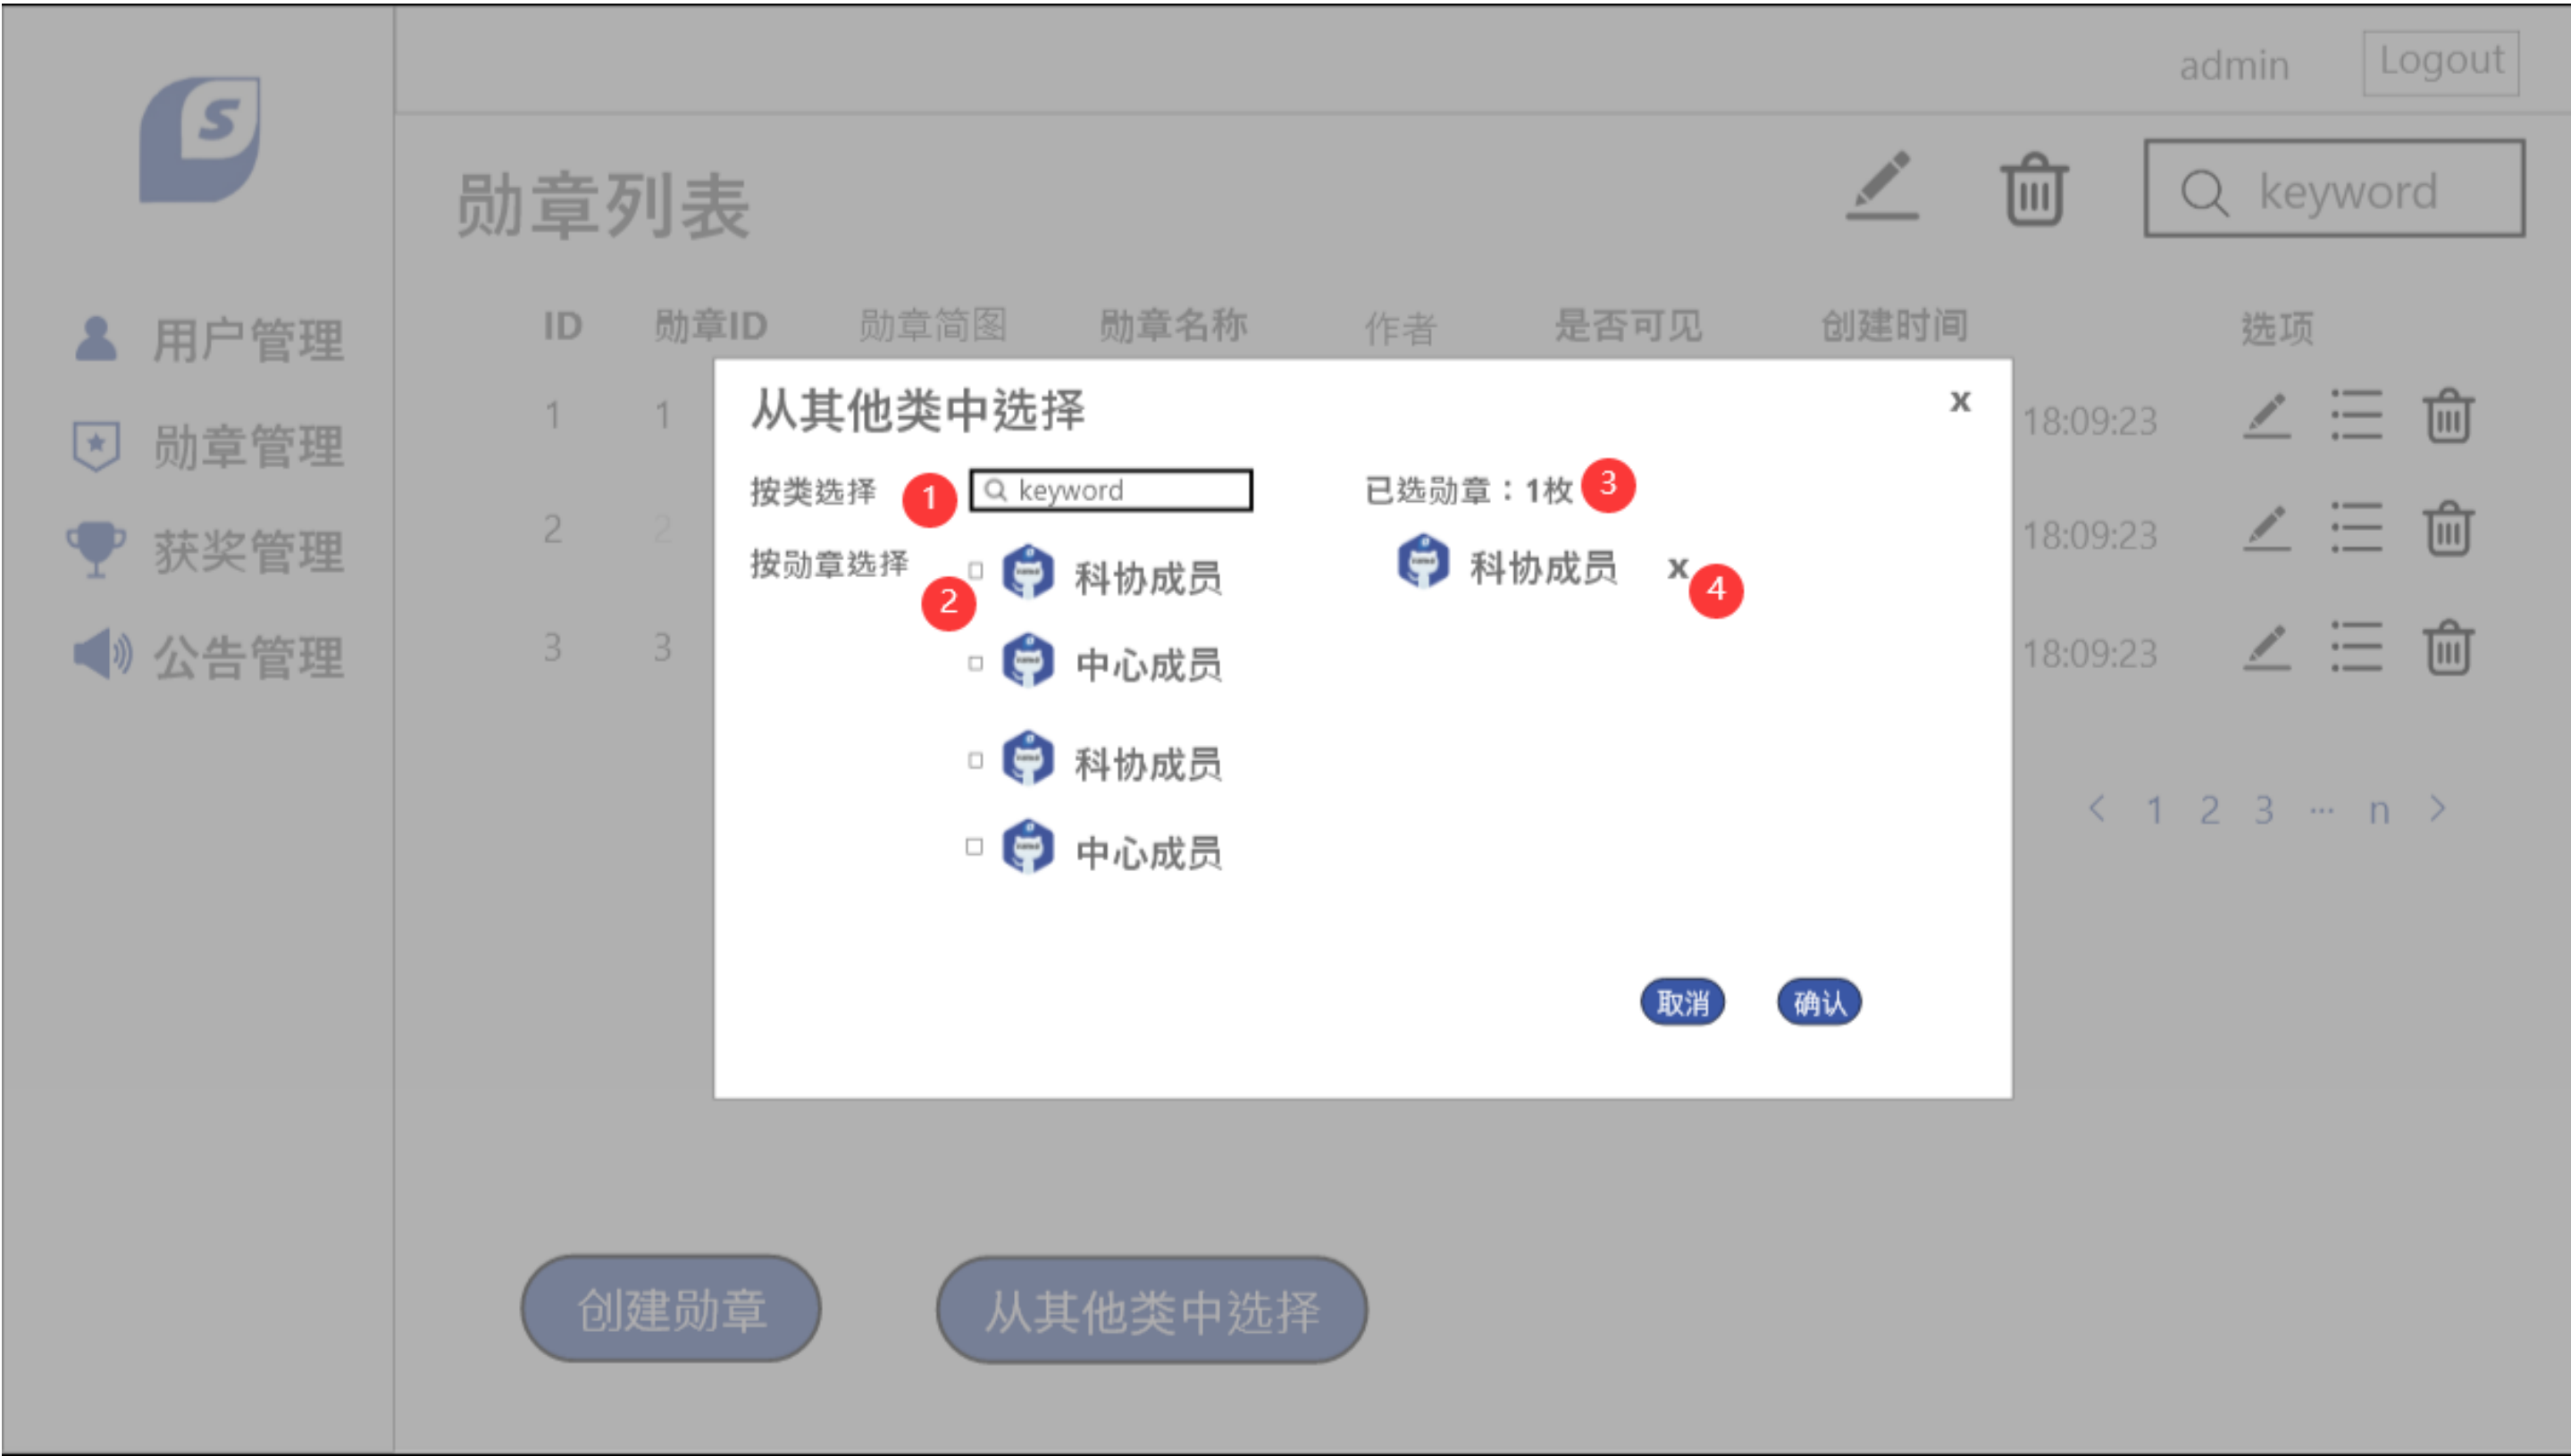 S
admin Logout
勋章列表 keyword
用户管理
勋章管理
获奖管理
公告管理
ID 勋章ID 勋章简图 勋章名称 作者 是否可见 创建时间 选项
1 1 18:09:23
2 2 18:09:23
3 3 18:09:23
从其他类中选择 x
按类选择 1 keyword 已选勋章：1枚 3
按勋章选择 2 科协成员 科协成员 x 4
中心成员
科协成员
中心成员
取消 确认
< 1 2 3 ... n >
创建勋章 从其他类中选择